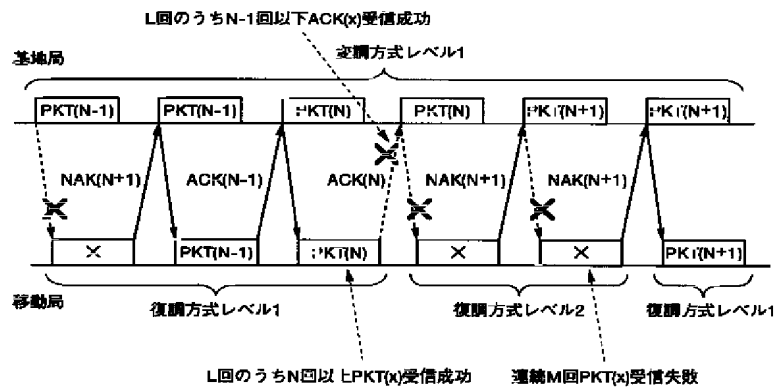 L回のうちN-1回以下ACK(x)受信成功
基地局
変調方式レベル1
PKT(N-1) PKT(N-1) PKT(N) PKT(N) PKT(N+1) PKT(N+1)
NAK(N+1) ACK(N-1) ACK(N) NAK(N+1) NAK(N+1)
× PKT(N-1) PKT(N) × × PKT(N+1)
移動局
復調方式レベル1 復調方式レベル2 復調方式レベル1
L回のうちN回以上PKT(x)受信成功 連続M回PKT(x)受信失敗